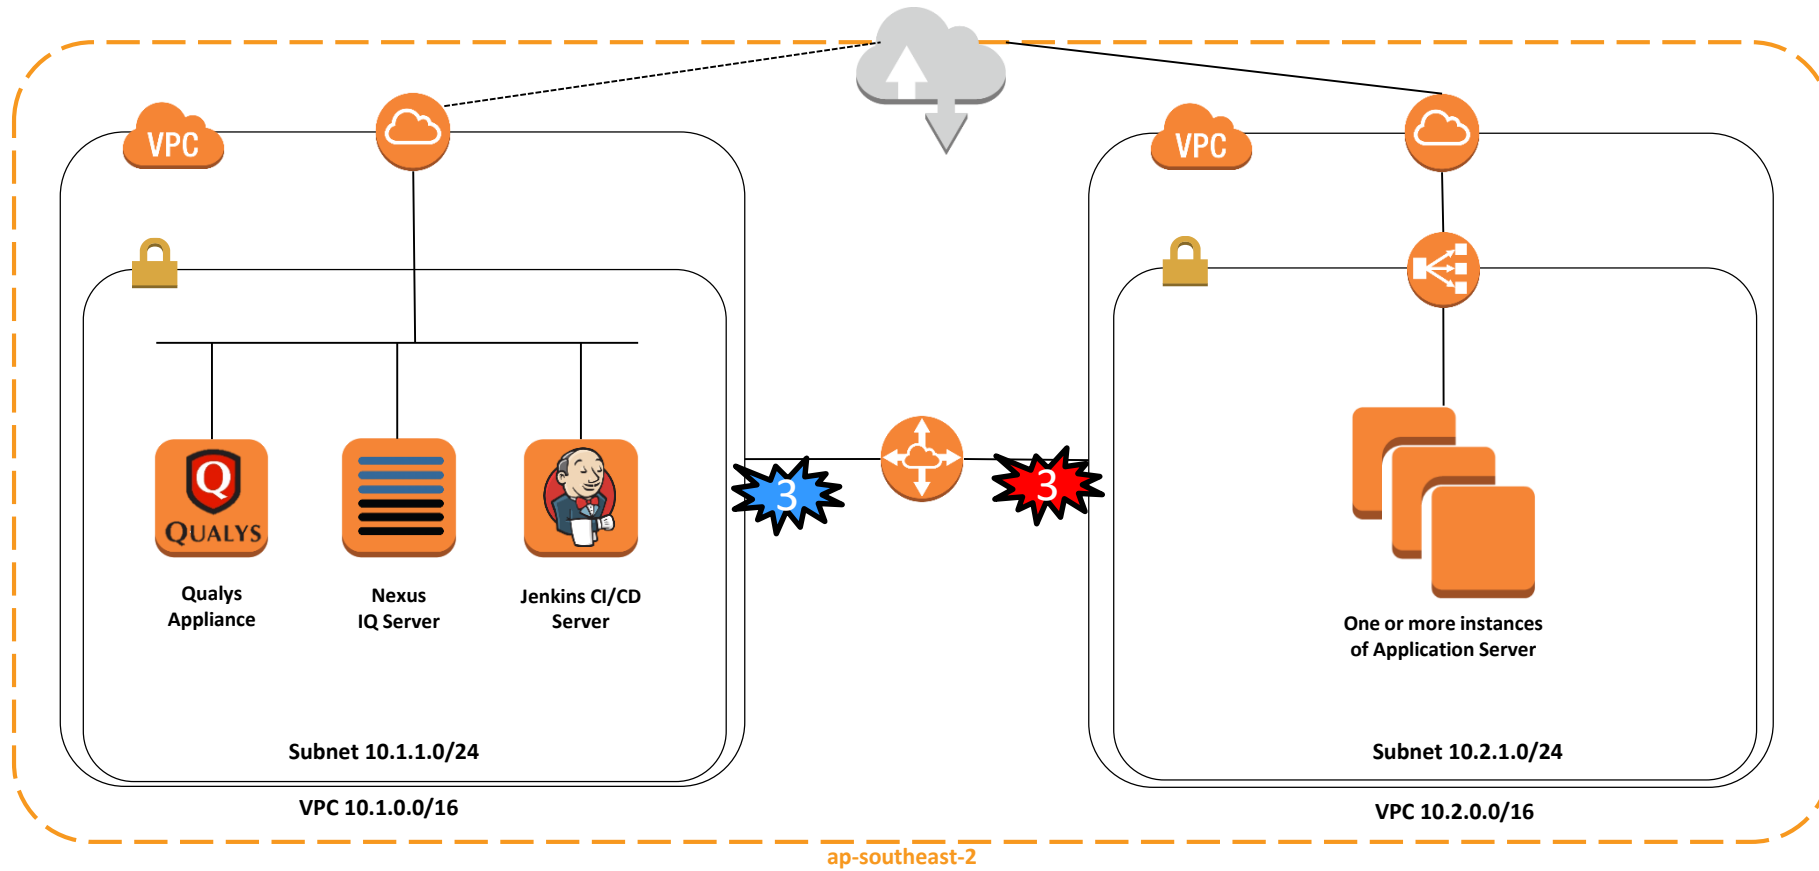 VPC
VPC
3
3
Q
QUALYS
Qualys
Appliance
Nexus
IQ Server
Jenkins CI/CD
Server
One or more instances
of Application Server
Subnet 10.1.1.0/24
Subnet 10.2.1.0/24
VPC 10.1.0.0/16
VPC 10.2.0.0/16
ap-southeast-2